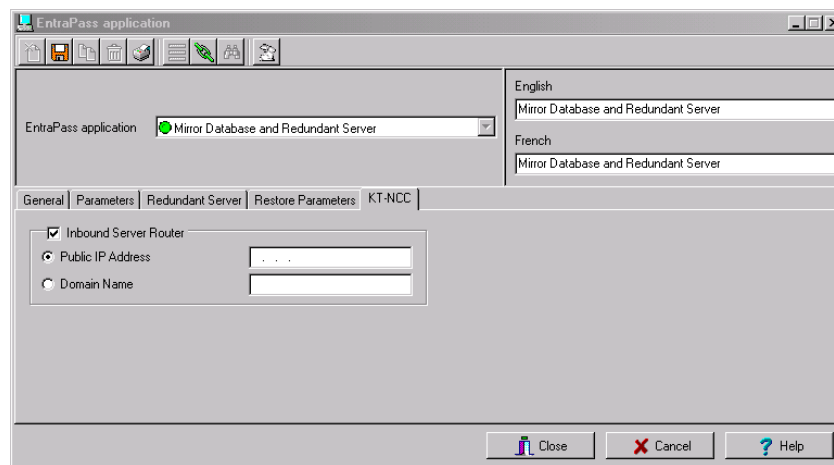 EntraPass application
English
Mirror Database and Redundant Server
EntraPass application
Mirror Database and Redundant Server
French
Mirror Database and Redundant Server
General
Parameters
Redundant Server
Restore Parameters
KT-NCC
Inbound Server Router
Public IP Address
. . .
Domain Name
Close
Cancel
? Help